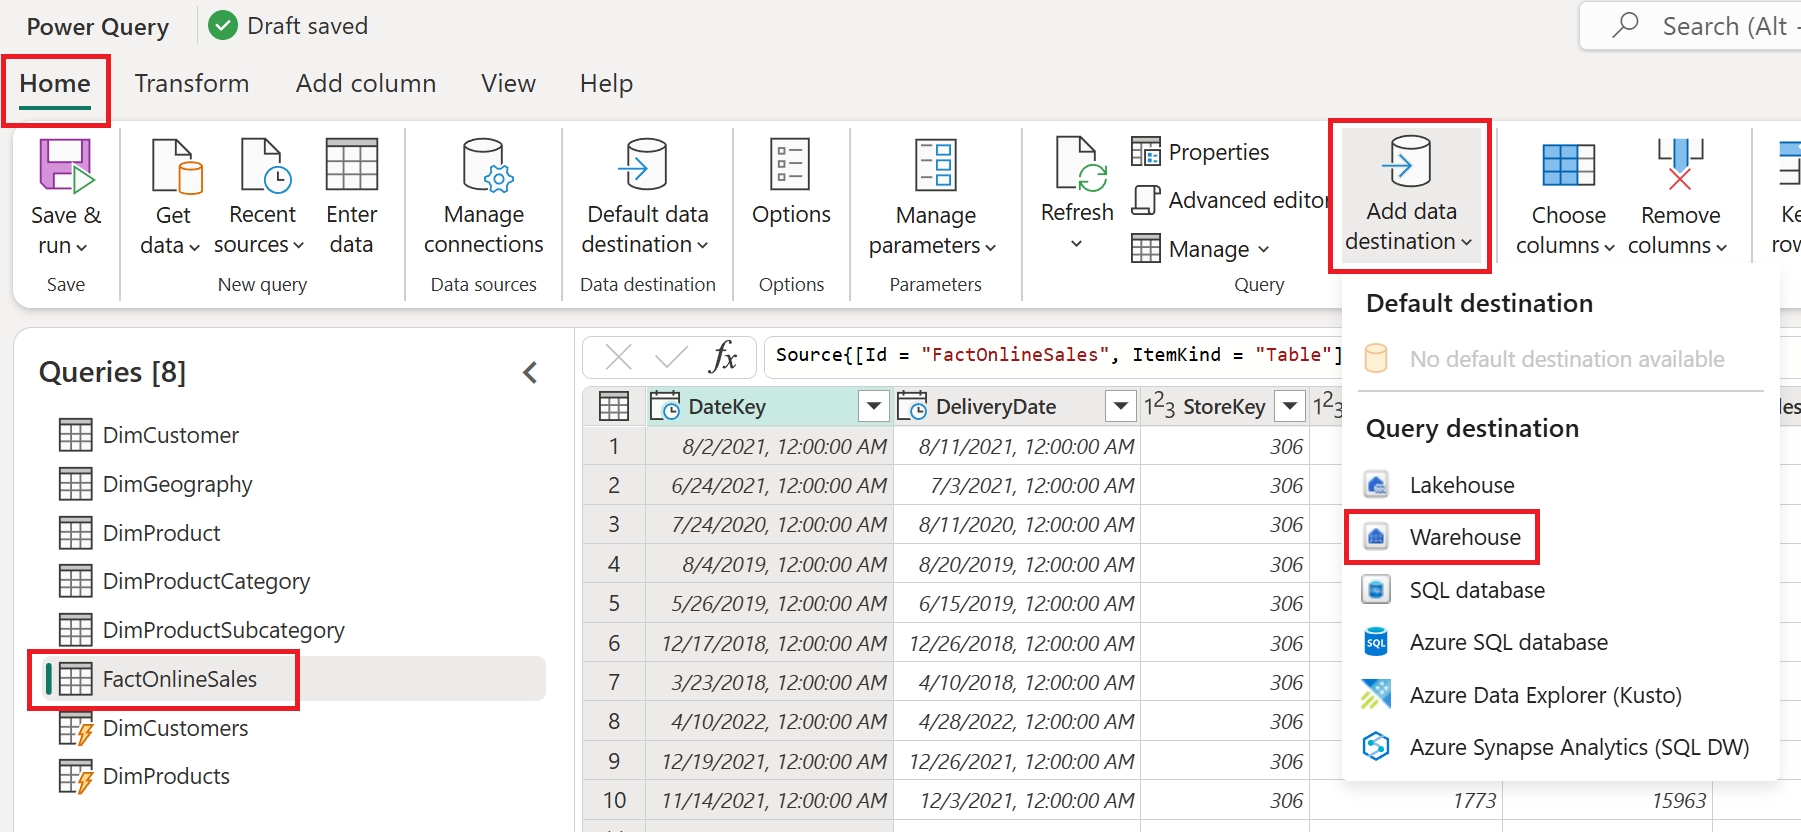 Power Query
Draft saved
Search (Alt
Home Transform Add column View Help
Save & run
Get data
Recent sources
Enter data
Manage connections
Default data destination
Options
Manage parameters
Refresh
Properties
Advanced editor
Manage
Add data destination
Choose columns
Remove columns
Save
New query
Data sources
Data destination
Options
Parameters
Query
Default destination
No default destination available
Query destination
Lakehouse
Warehouse
SQL database
Azure SQL database
Azure Data Explorer (Kusto)
Azure Synapse Analytics (SQL DW)
Queries [8]
DimCustomer
DimGeography
DimProduct
DimProductCategory
DimProductSubcategory
FactOnlineSales
DimCustomers
DimProducts
fx Source{[Id = "FactOnlineSales", ItemKind = "Table"]
DateKey DeliveryDate 123 StoreKey 123
1 8/2/2021, 12:00:00 AM 8/11/2021, 12:00:00 AM 306
2 6/24/2021, 12:00:00 AM 7/3/2021, 12:00:00 AM 306
3 7/24/2020, 12:00:00 AM 8/11/2020, 12:00:00 AM 306
4 8/4/2019, 12:00:00 AM 8/20/2019, 12:00:00 AM 306
5 5/26/2019, 12:00:00 AM 6/15/2019, 12:00:00 AM 306
6 12/17/2018, 12:00:00 AM 12/26/2018, 12:00:00 AM 306
7 3/23/2018, 12:00:00 AM 4/10/2018, 12:00:00 AM 306
8 4/10/2022, 12:00:00 AM 4/28/2022, 12:00:00 AM 306
9 12/19/2021, 12:00:00 AM 12/26/2021, 12:00:00 AM 306
10 11/14/2021, 12:00:00 AM 12/3/2021, 12:00:00 AM 306 1773 15963